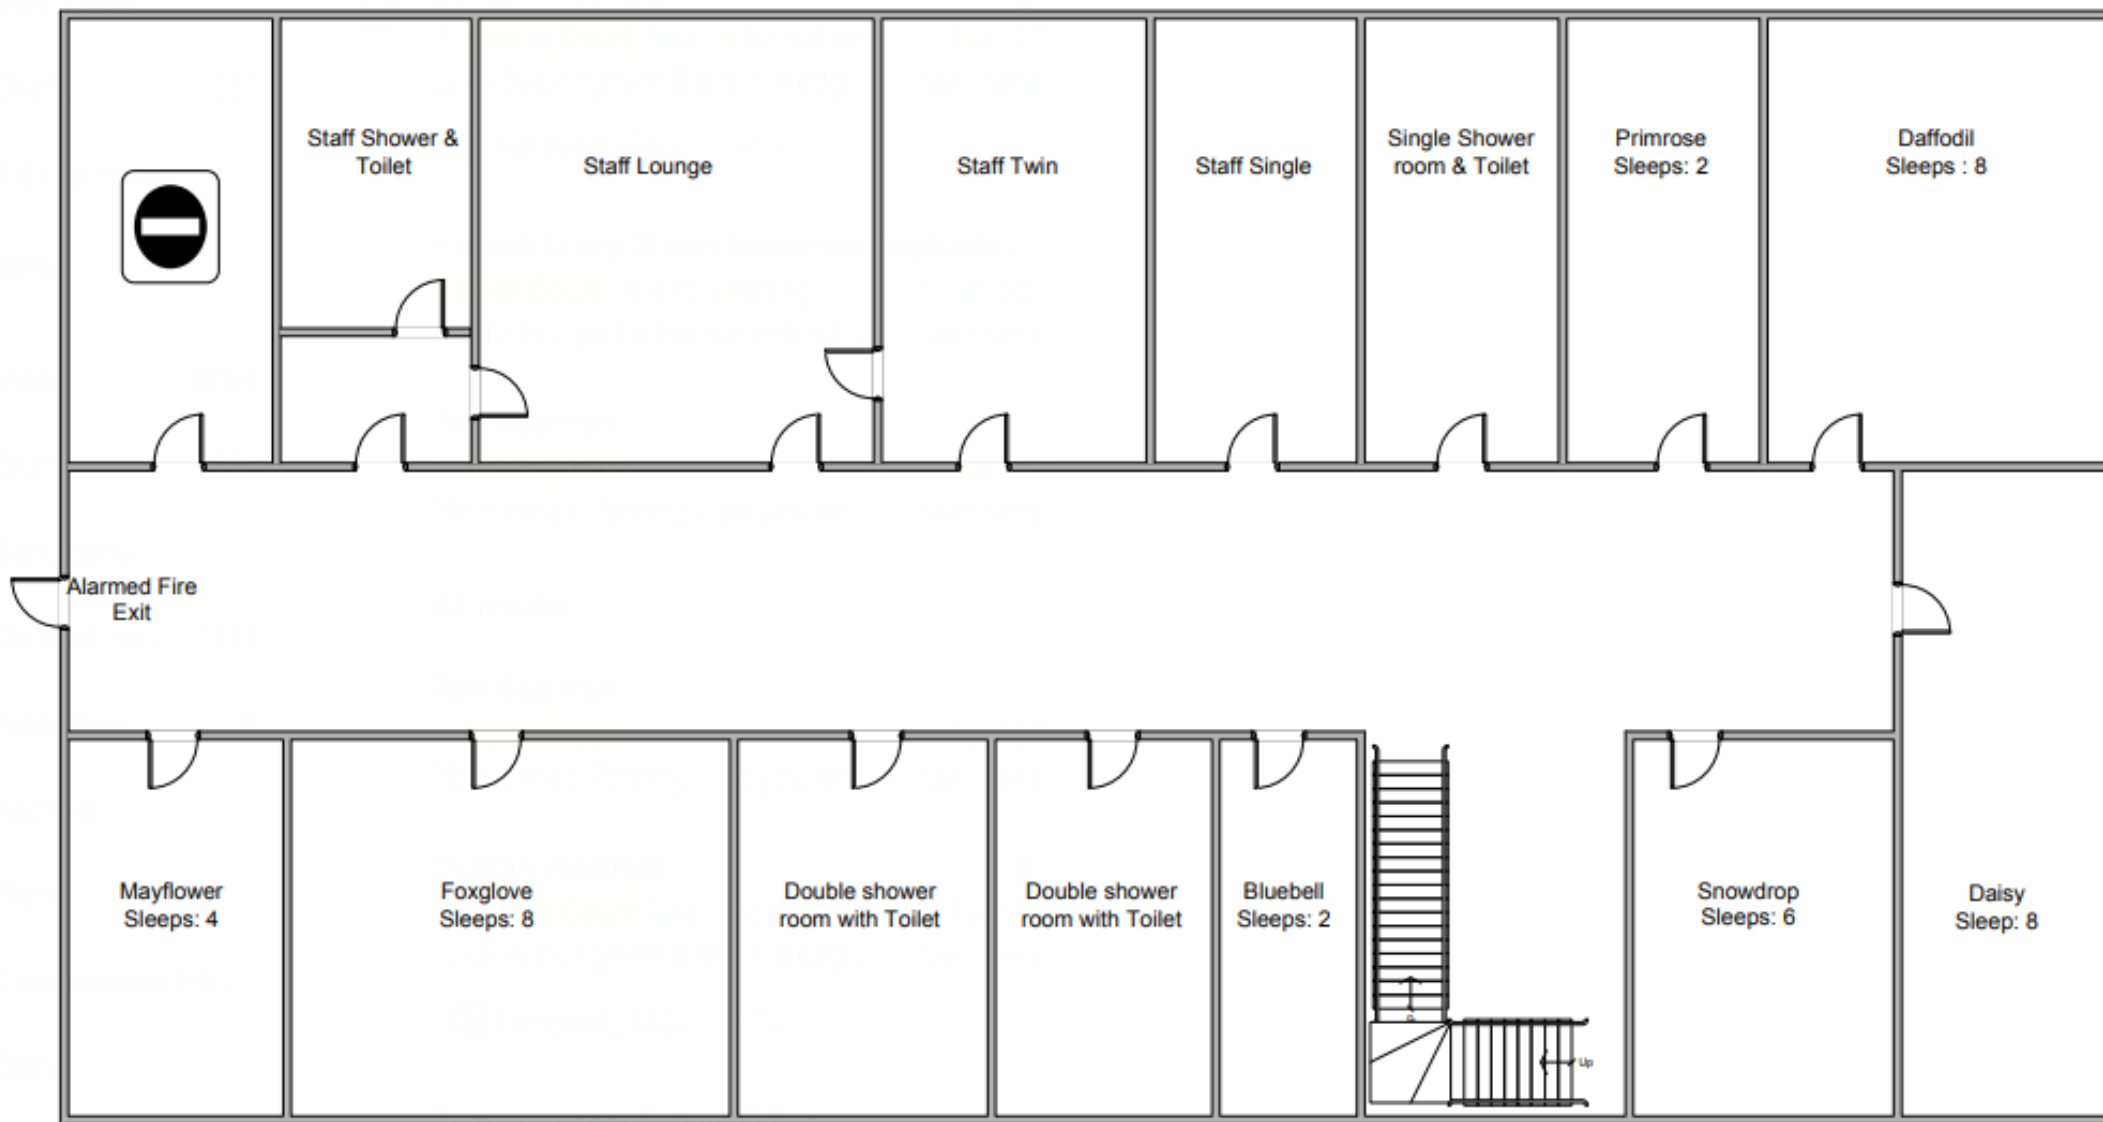 Staff Shower &
Toilet
Staff Lounge
Staff Twin
Staff Single
Single Shower
room & Toilet
Primrose
Sleeps: 2
Daffodil
Sleeps : 8
Alarmed Fire
Exit
Mayflower
Sleeps: 4
Foxglove
Sleeps: 8
Double shower
room with Toilet
Double shower
room with Toilet
Bluebell
Sleeps: 2
Snowdrop
Sleeps: 6
Daisy
Sleep: 8
Up